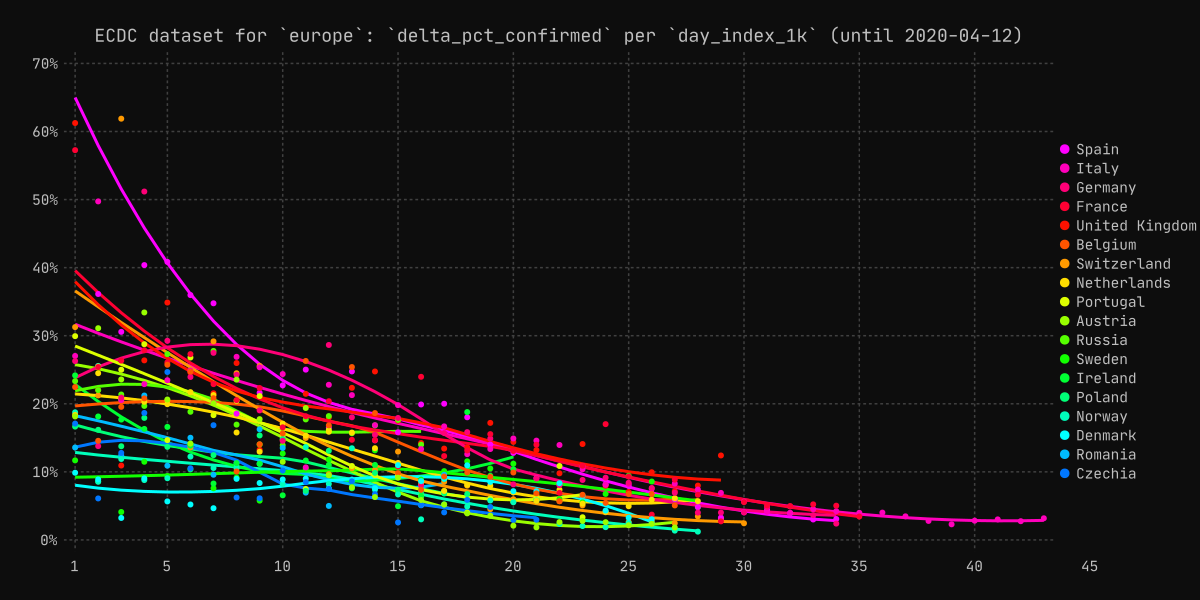 ECDC dataset for `europe`: `delta_pct_confirmed` per `day_index_1k` (until 2020-04-12)
70%
60%
50%
40%
30%
20%
10%
0%
1 5 10 15 20 25 30 35 40 45
Spain
Italy
Germany
France
United Kingdom
Belgium
Switzerland
Netherlands
Portugal
Austria
Russia
Sweden
Ireland
Poland
Norway
Denmark
Romania
Czechia